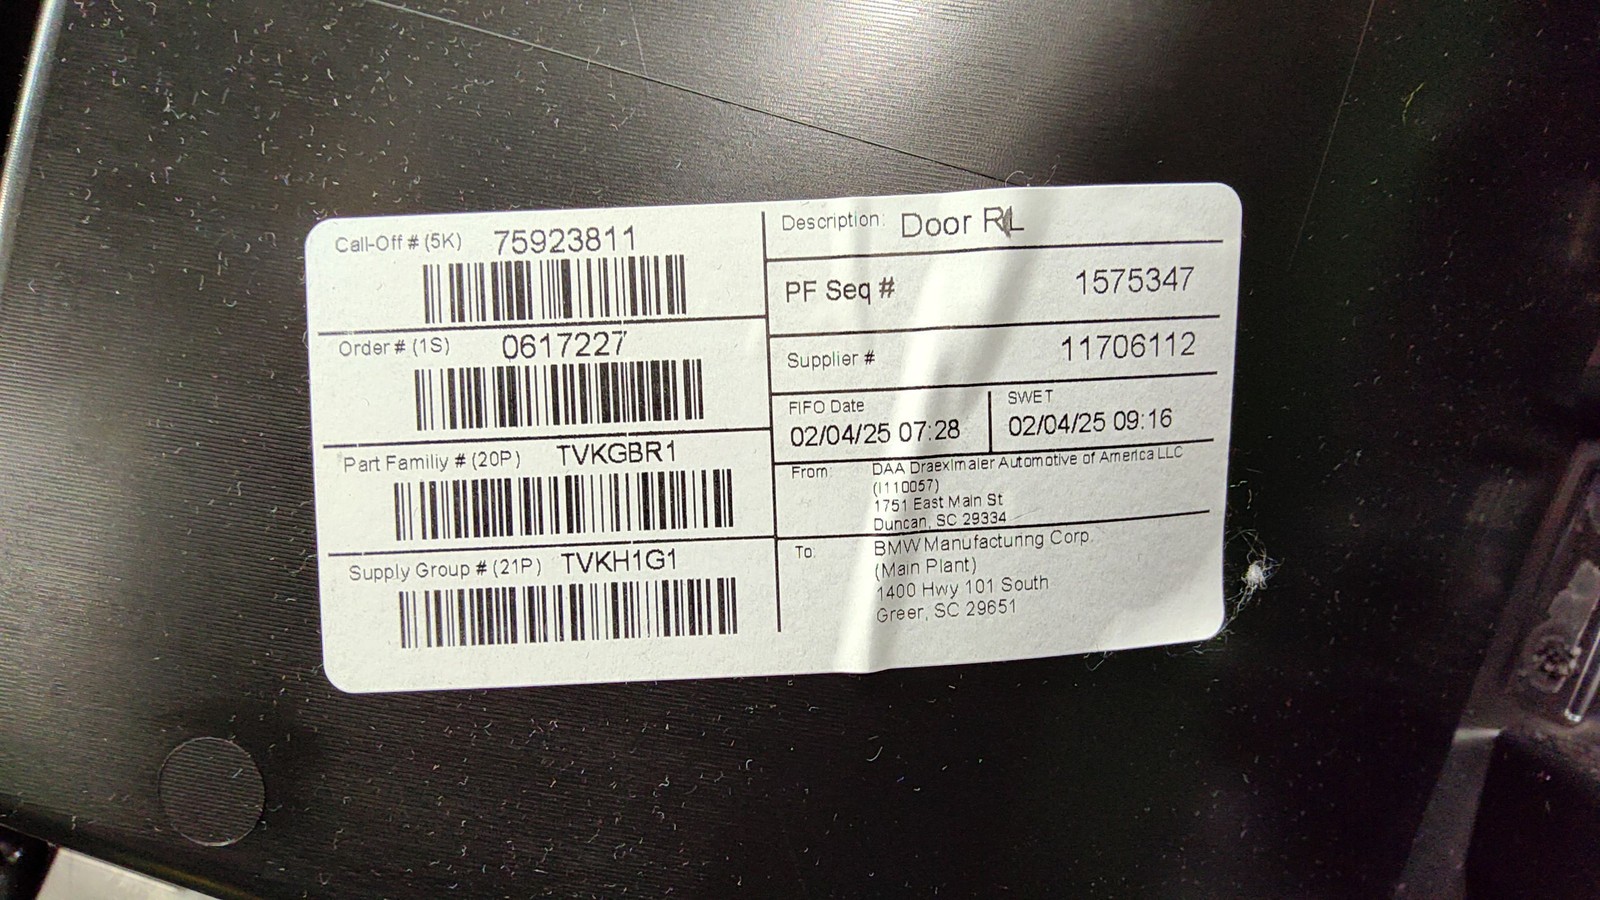 Call-Off # (5K) 75923811
Order # (1S) 0617227
Part Familiy # (20P) TVKGBR1
Supply Group # (21P) TVKH1G1
Description: Door RL
PF Seq # 1575347
Supplier # 11706112
FIFO Date
02/04/25 07:28
SWET
02/04/25 09:16
From: DAA Draexlmaier Automotive of America LLC
(I110057)
1751 East Main St
Duncan, SC 29334
To: BMW Manufacturing Corp.
(Main Plant)
1400 Hwy 101 South
Greer, SC 29651